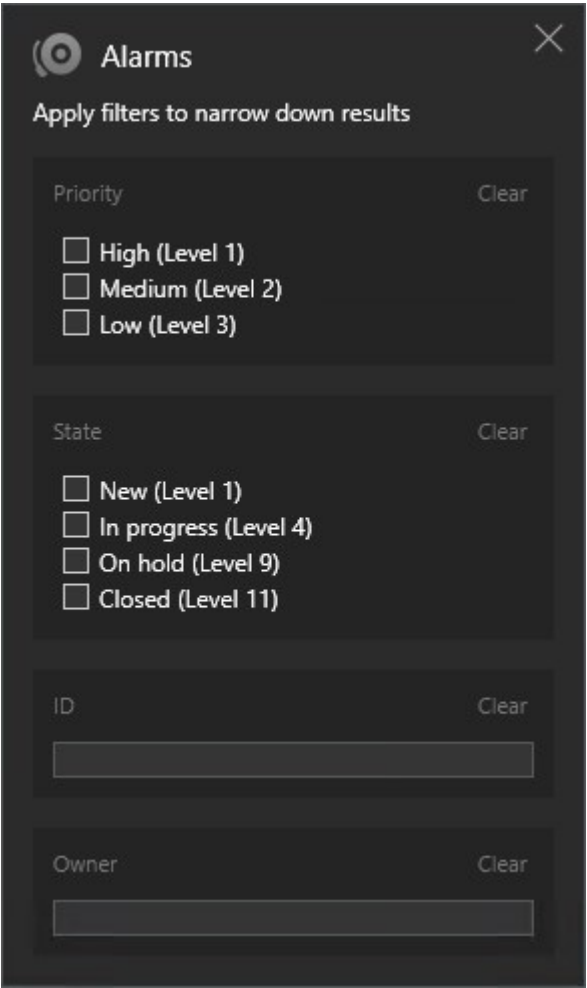 Alarms
Apply filters to narrow down results
Priority Clear
High (Level 1)
Medium (Level 2)
Low (Level 3)
State Clear
New (Level 1)
In progress (Level 4)
On hold (Level 9)
Closed (Level 11)
ID Clear
Owner Clear